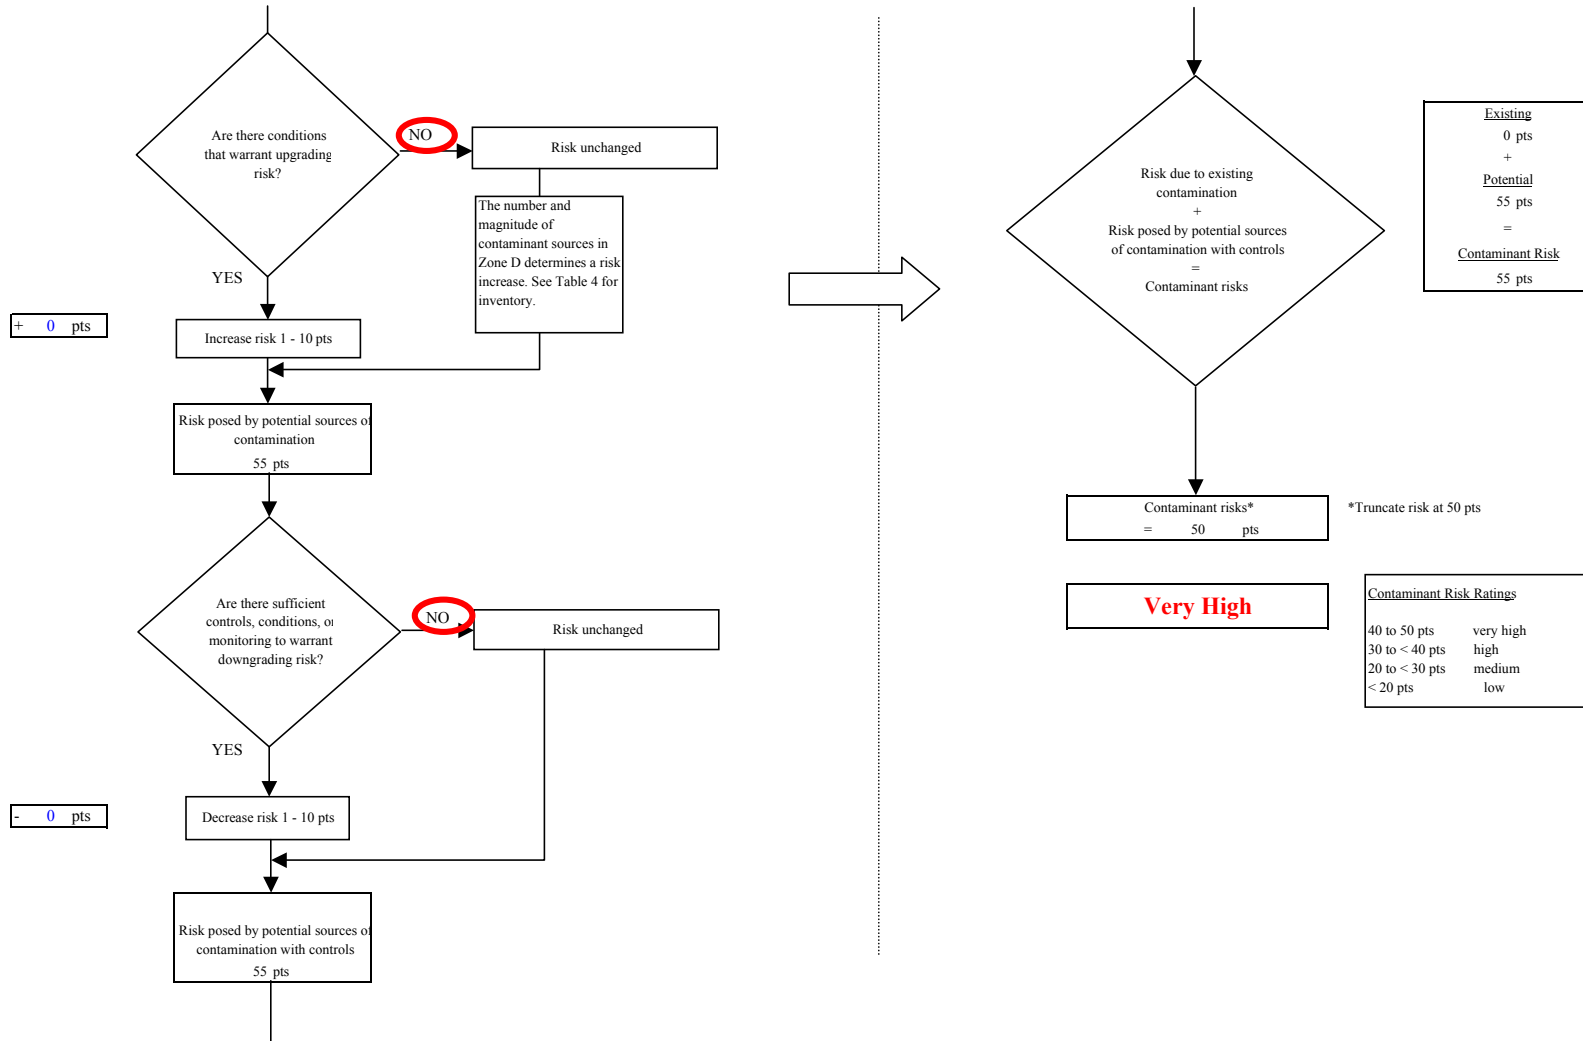 Are there conditions
that warrant upgrading
risk?
NO
Risk unchanged
The number and
magnitude of
contaminant sources in
Zone D determines a risk
increase. See Table 4 for
inventory.
YES
+ 0 pts
Increase risk 1 - 10 pts
Risk posed by potential sources of
contamination
55 pts
Are there sufficient
controls, conditions, or
monitoring to warrant
downgrading risk?
NO
Risk unchanged
YES
- 0 pts
Decrease risk 1 - 10 pts
Risk posed by potential sources of
contamination with controls
55 pts
Risk due to existing
contamination
+
Risk posed by potential sources
of contamination with controls
=
Contaminant risks
Existing
0 pts
+
Potential
55 pts
=
Contaminant Risk
55 pts
Contaminant risks*
= 50 pts
*Truncate risk at 50 pts
Very High
Contaminant Risk Ratings
40 to 50 pts very high
30 to < 40 pts high
20 to < 30 pts medium
< 20 pts low